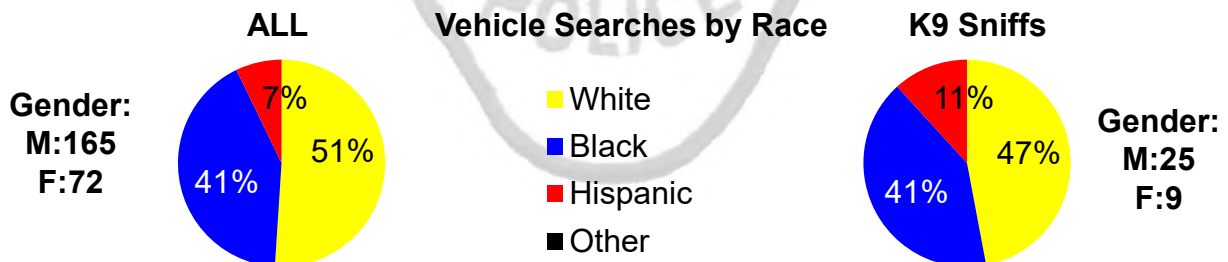 ALL
Vehicle Searches by Race
K9 Sniffs
POLICE
Gender:
M:165
F:72
7%
51%
41%
White
Black
Hispanic
Other
11%
47%
41%
Gender:
M:25
F:9